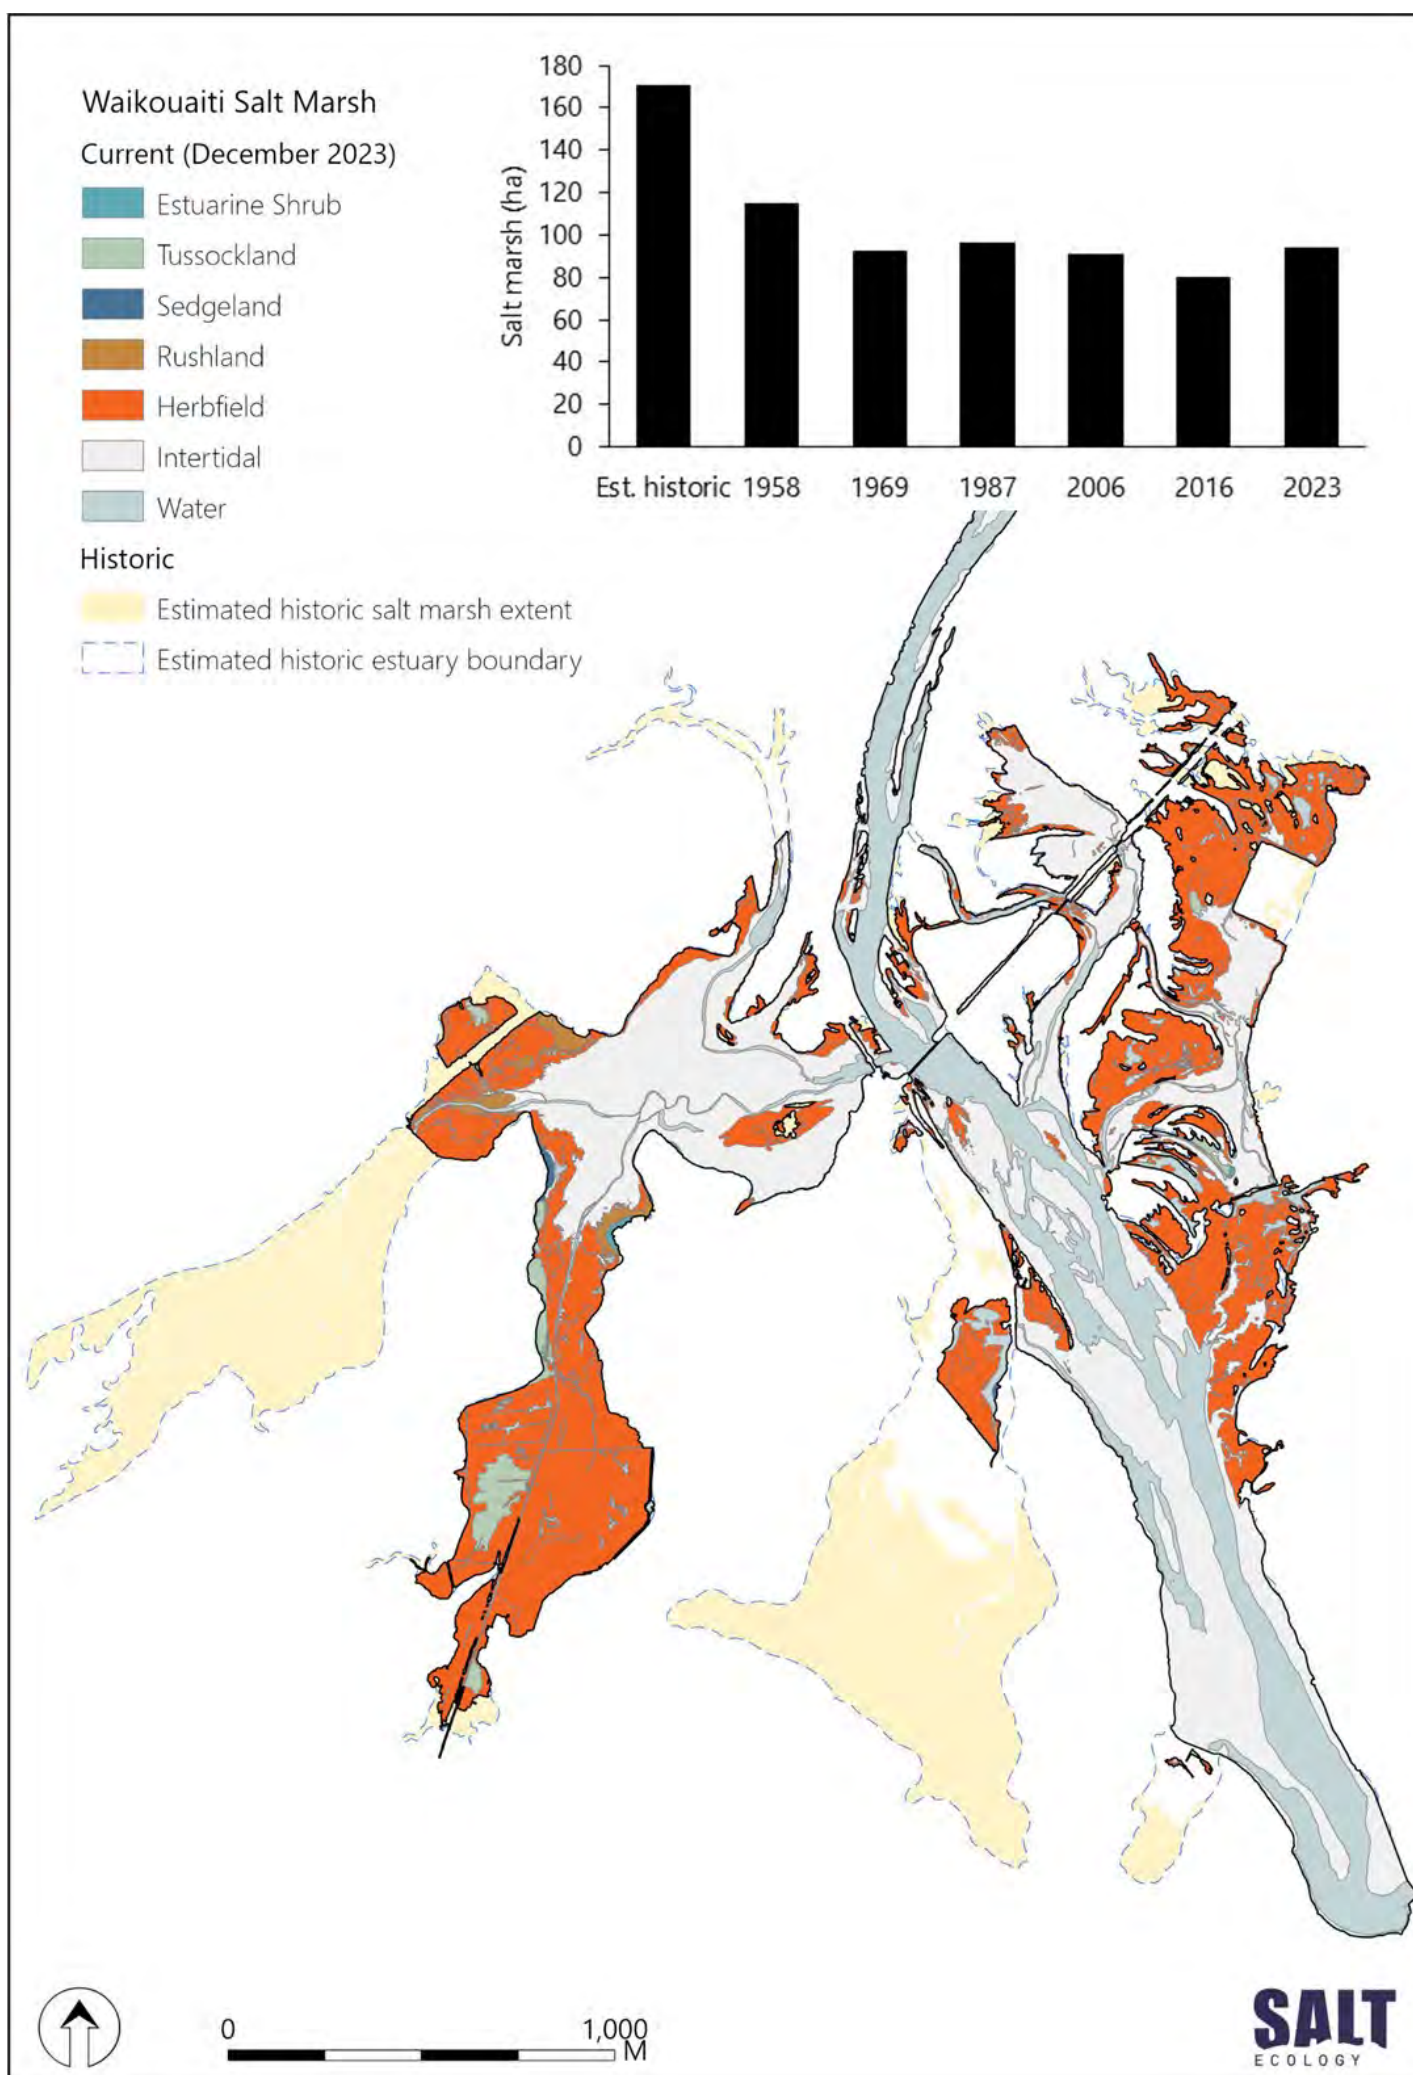 Waikouaiti Salt Marsh
Current (December 2023)
Estuarine Shrub
Tussockland
Sedgeland
Rushland
Herbfield
Intertidal
Water
Historic
Estimated historic salt marsh extent
Estimated historic estuary boundary
Salt marsh (ha)
180
160
140
120
100
80
60
40
20
0
Est. historic 1958 1969 1987 2006 2016 2023
0 1,000
M
SALT
ECOLOGY